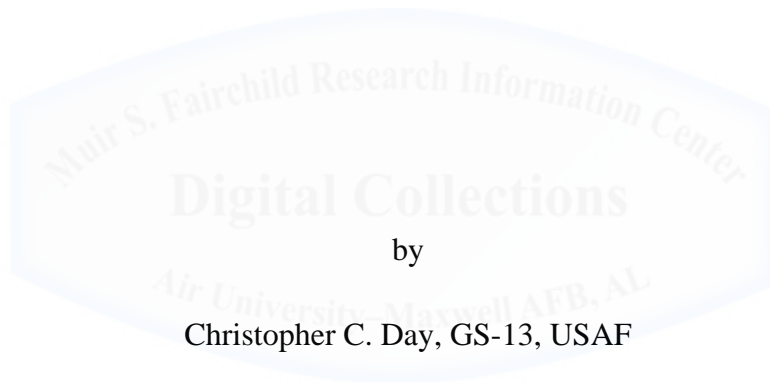 Muir S. Fairchild Research Information Center
Digital Collections
by
Air University–Maxwell AFB, AL
Christopher C. Day, GS-13, USAF